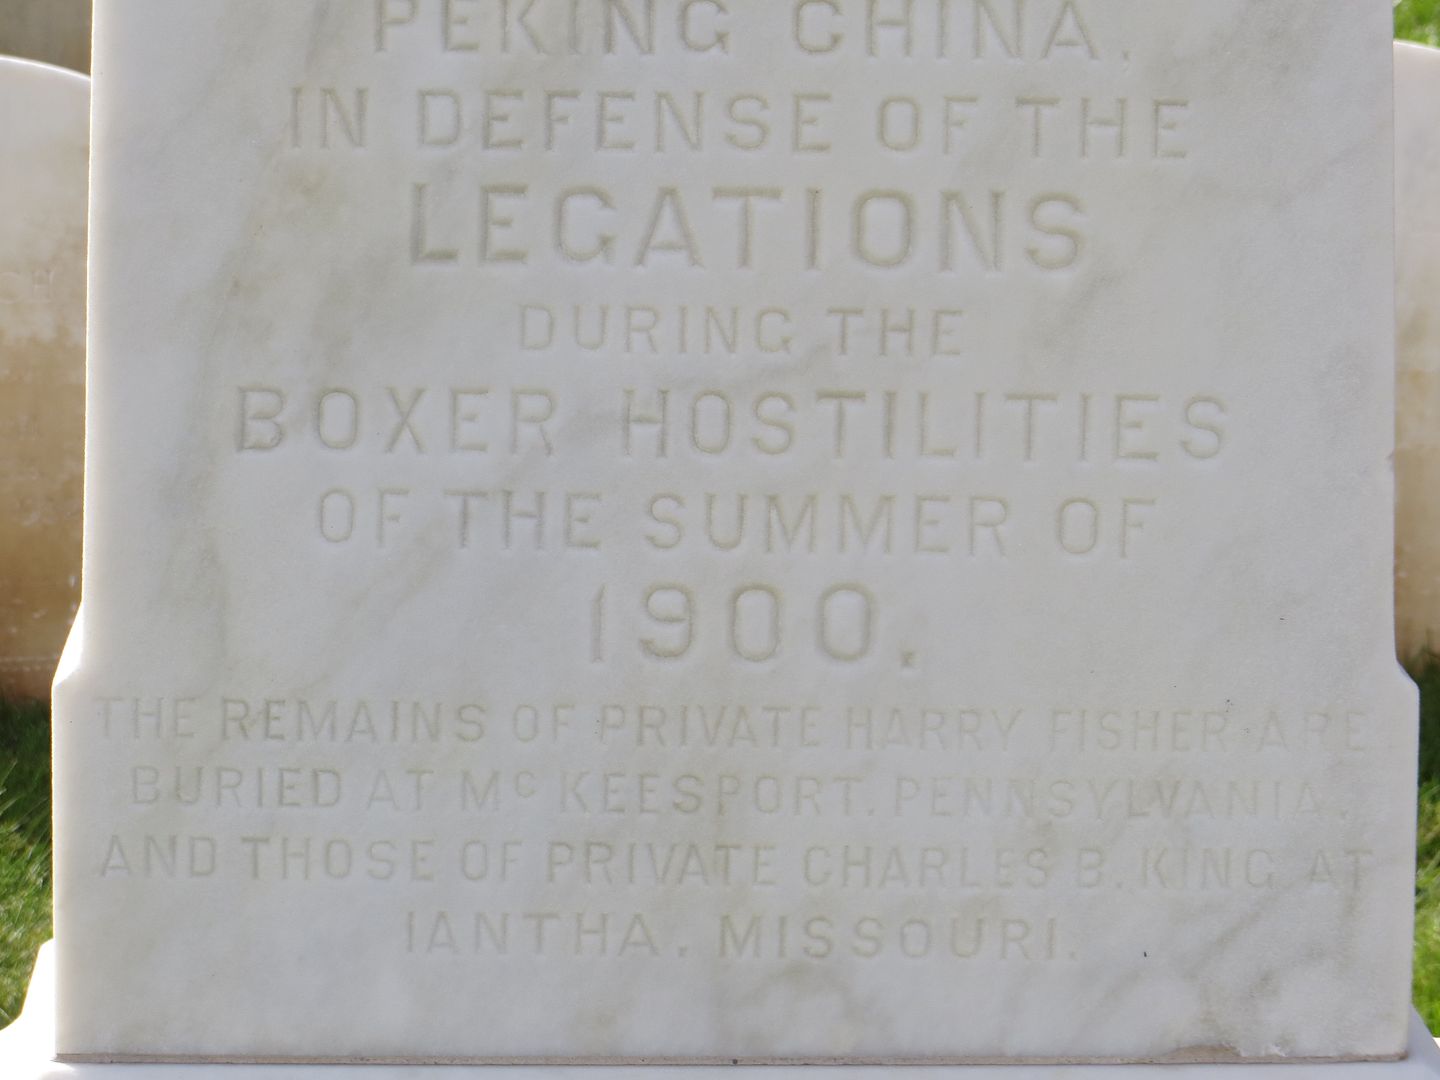 PEKING CHINA,
IN DEFENSE OF THE
LEGATIONS
DURING THE
BOXER HOSTILITIES
OF THE SUMMER OF
1900.
THE REMAINS OF PRIVATE HARRY FISHER ARE
BURIED AT Mc KEESPORT, PENNSYLVANIA,
AND THOSE OF PRIVATE CHARLES B. KING AT
IANTHA, MISSOURI.